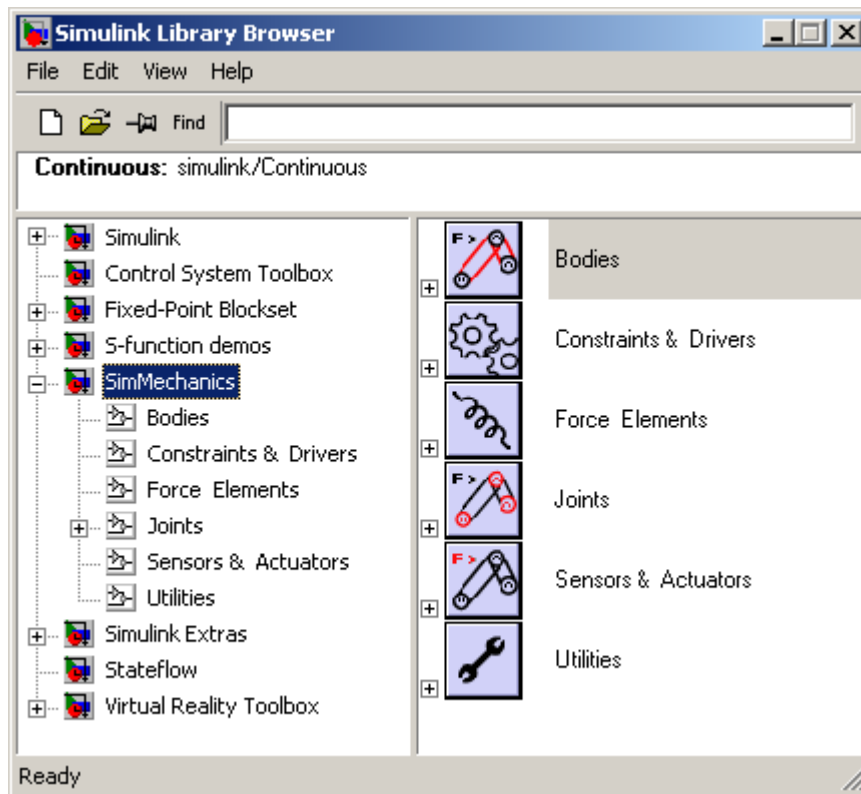 Simulink Library Browser
File Edit View Help
Find
Continuous: simulink/Continuous
Simulink
Control System Toolbox
Fixed-Point Blockset
S-function demos
SimMechanics
Bodies
Constraints & Drivers
Force Elements
Joints
Sensors & Actuators
Utilities
Simulink Extras
Stateflow
Virtual Reality Toolbox
F>
Bodies
Constraints & Drivers
Force Elements
F>
Joints
F>
Sensors & Actuators
Utilities
Ready